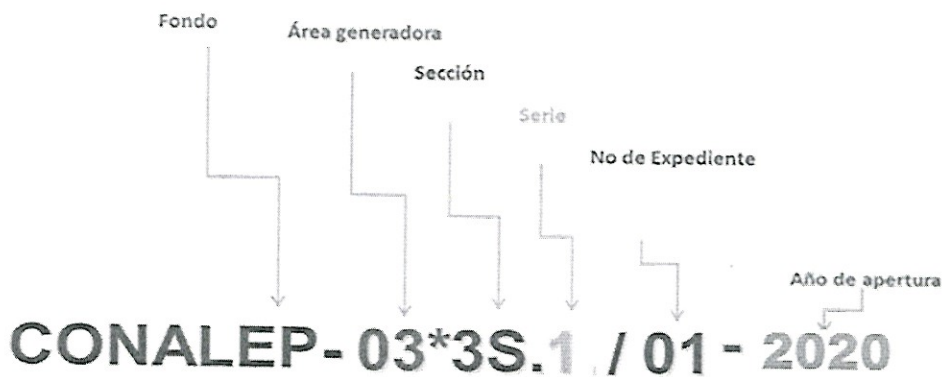 Fondo
Área generadora
Sección
Serie
No de Expediente
Año de apertura
CONALEP- 03*3S.1 / 01 - 2020